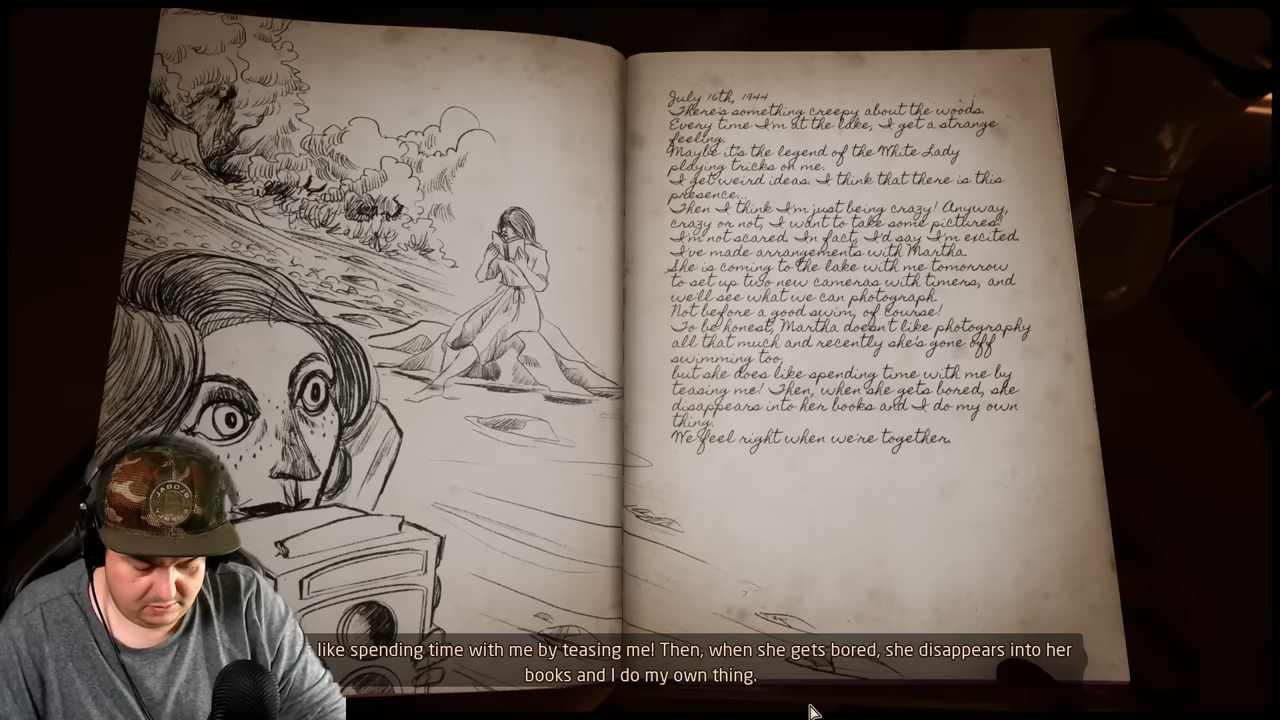 July 16th, 1944
There's something creepy about the woods.
Every time I'm at the lake, I get a strange
feeling.
Maybe it's the legend of the White Lady
playing tricks on me.
I get weird ideas. I think that there is this
presence...
Then I think I'm just being crazy! Anyway,
crazy or not, I want to take some pictures!
I'm not scared. In fact, I'd say I'm excited.
I've made arrangements with Martha.
She is coming to the lake with me tomorrow
to set up two new cameras with timers, and
we'll see what we can photograph.
Not before a good swim, of course!
To be honest, Martha doesn't like photography
all that much and recently she's gone off
swimming too,
but she does like spending time with me by
teasing me! Then, when she gets bored, she
disappears into her books and I do my own
thing.
We feel right when we're together.
like spending time with me by teasing me! Then, when she gets bored, she disappears into her
books and I do my own thing.